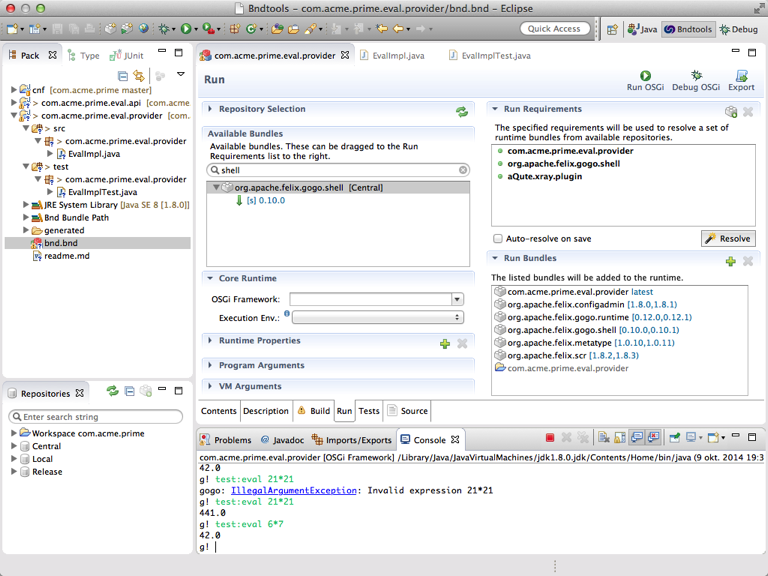 Bndtools – com.acme.prime.eval.provider/bnd.bnd – Eclipse
Quick Access
Java
Bndtools
Debug
Pack
Type
JUnit
cnf [com.acme.prime master]
> com.acme.prime.eval.api [com.acme
> com.acme.prime.eval.provider [com.
> src
> com.acme.prime.eval.provider
> EvalImpl.java
> test
> com.acme.prime.eval.provider
> EvalImplTest.java
JRE System Library [Java SE 8 [1.8.0]]
Bnd Bundle Path
generated
bnd.bnd
readme.md
Repositories
Enter search string
Workspace com.acme.prime
Central
Local
Release
com.acme.prime.eval.provider
EvalImpl.java
EvalImplTest.java
Run
Run OSGi
Debug OSGi
Export
Repository Selection
Available Bundles
Available bundles. These can be dragged to the Run
Requirements list to the right.
shell
org.apache.felix.gogo.shell [Central]
[s] 0.10.0
Core Runtime
OSGi Framework:
Execution Env.:
Runtime Properties
Program Arguments
VM Arguments
Run Requirements
The specified requirements will be used to resolve a set of
runtime bundles from available repositories.
com.acme.prime.eval.provider
org.apache.felix.gogo.shell
aQute.xray.plugin
Auto-resolve on save
Resolve
Run Bundles
The listed bundles will be added to the runtime.
com.acme.prime.eval.provider latest
org.apache.felix.configadmin [1.8.0,1.8.1)
org.apache.felix.gogo.runtime [0.12.0,0.12.1)
org.apache.felix.gogo.shell [0.10.0,0.10.1)
org.apache.felix.metatype [1.0.10,1.0.11)
org.apache.felix.scr [1.8.2,1.8.3)
com.acme.prime.eval.provider
Contents
Description
Build
Run
Tests
Source
Problems
Javadoc
Imports/Exports
Console
com.acme.prime.eval.provider [OSGi Framework] /Library/Java/JavaVirtualMachines/jdk1.8.0.jdk/Contents/Home/bin/java (9 okt. 2014 19:3
42.0
g! test:eval 21*21
gogo: IllegalArgumentException: Invalid expression 21*21
g! test:eval 21*21
441.0
g! test:eval 6*7
42.0
g!